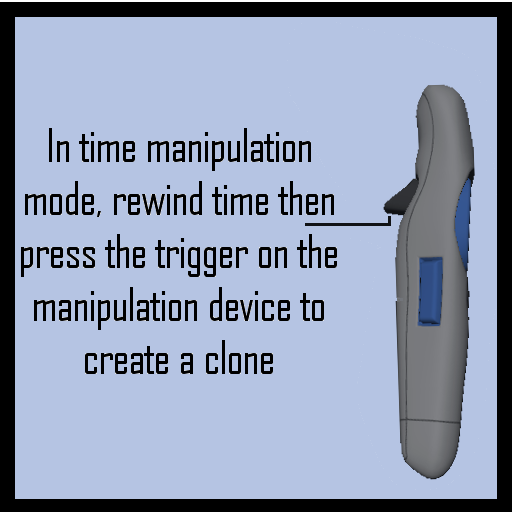 In time manipulation
mode, rewind time then
press the trigger on the
manipulation device to
create a clone